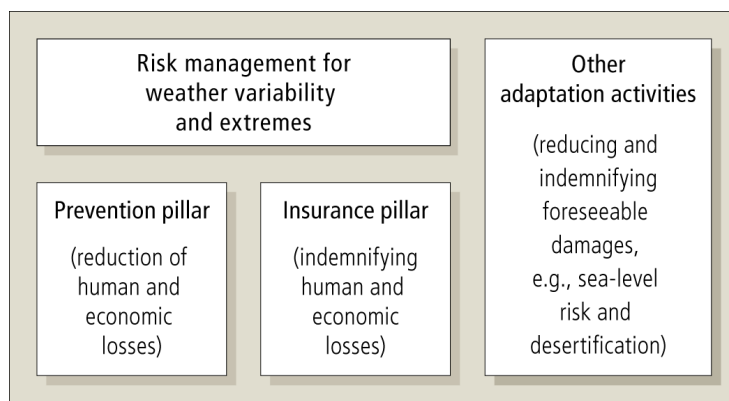 Risk management for
weather variability
and extremes
Prevention pillar
(reduction of
human and
economic
losses)
Insurance pillar
(indemnifying
human and
economic
losses)
Other
adaptation activities
(reducing and
indemnifying
foreseeable
damages,
e.g., sea-level
risk and
desertification)